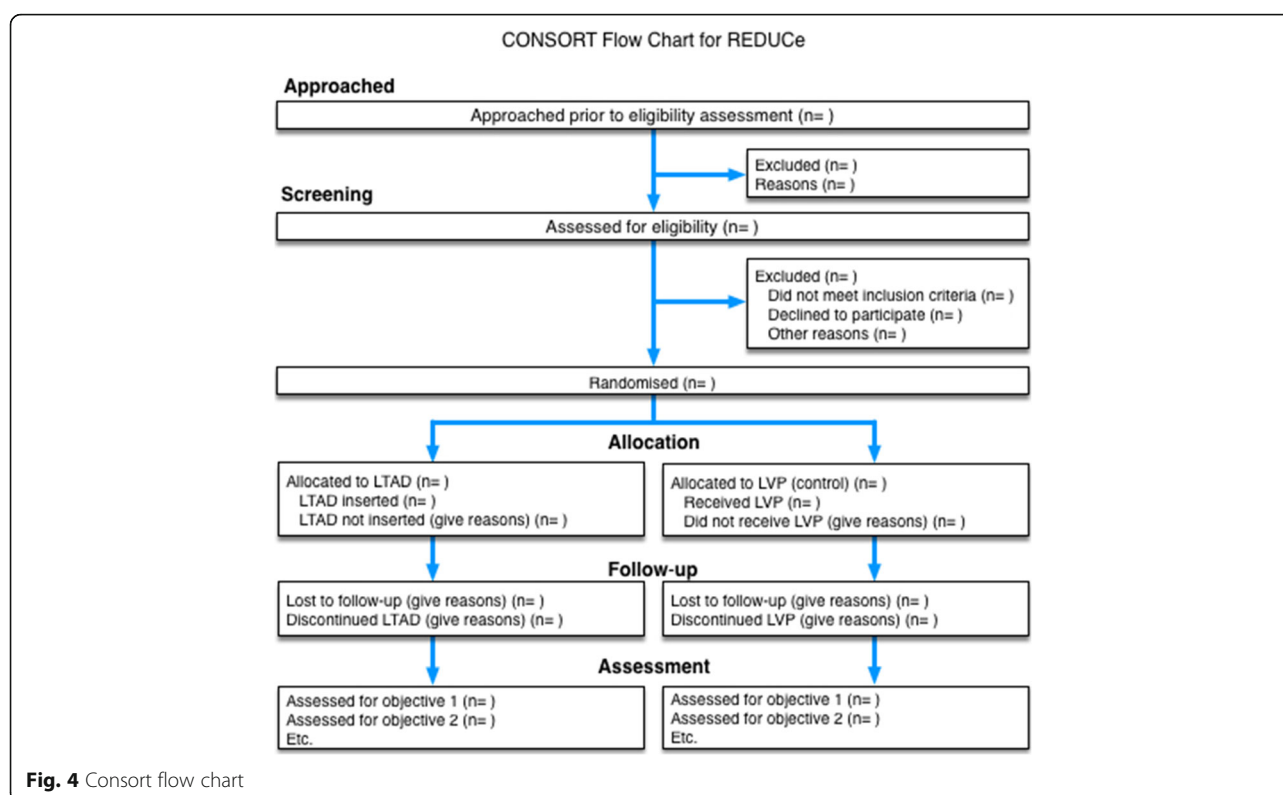 CONSORT Flow Chart for REDUCe
Approached
Approached prior to eligibility assessment (n= )
Excluded (n= )
Reasons (n= )
Screening
Assessed for eligibility (n= )
Excluded (n= )
Did not meet inclusion criteria (n= )
Declined to participate (n= )
Other reasons (n= )
Randomised (n= )
Allocation
Allocated to LTAD (n= )
LTAD inserted (n= )
LTAD not inserted (give reasons) (n= )
Allocated to LVP (control) (n= )
Received LVP (n= )
Did not receive LVP (give reasons) (n= )
Follow-up
Lost to follow-up (give reasons) (n= )
Discontinued LTAD (give reasons) (n= )
Lost to follow-up (give reasons) (n= )
Discontinued LVP (give reasons) (n= )
Assessment
Assessed for objective 1 (n= )
Assessed for objective 2 (n= )
Etc.
Assessed for objective 1 (n= )
Assessed for objective 2 (n= )
Etc.
Fig. 4 Consort flow chart